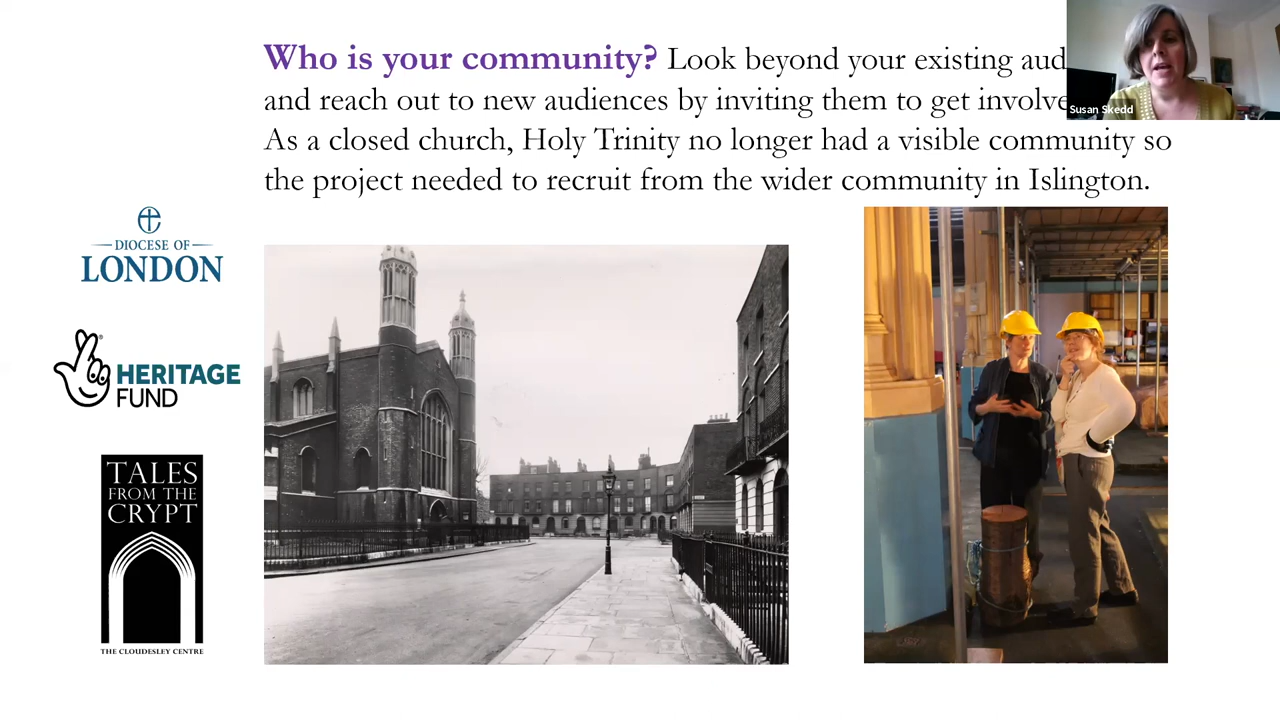 Who is your community? Look beyond your existing aud
and reach out to new audiences by inviting them to get involve
As a closed church, Holy Trinity no longer had a visible community so
the project needed to recruit from the wider community in Islington.
Susan Skedd
DIOCESE OF
LONDON
HERITAGE
FUND
TALES
FROM THE
CRYPT
THE CLOUDESLEY CENTRE